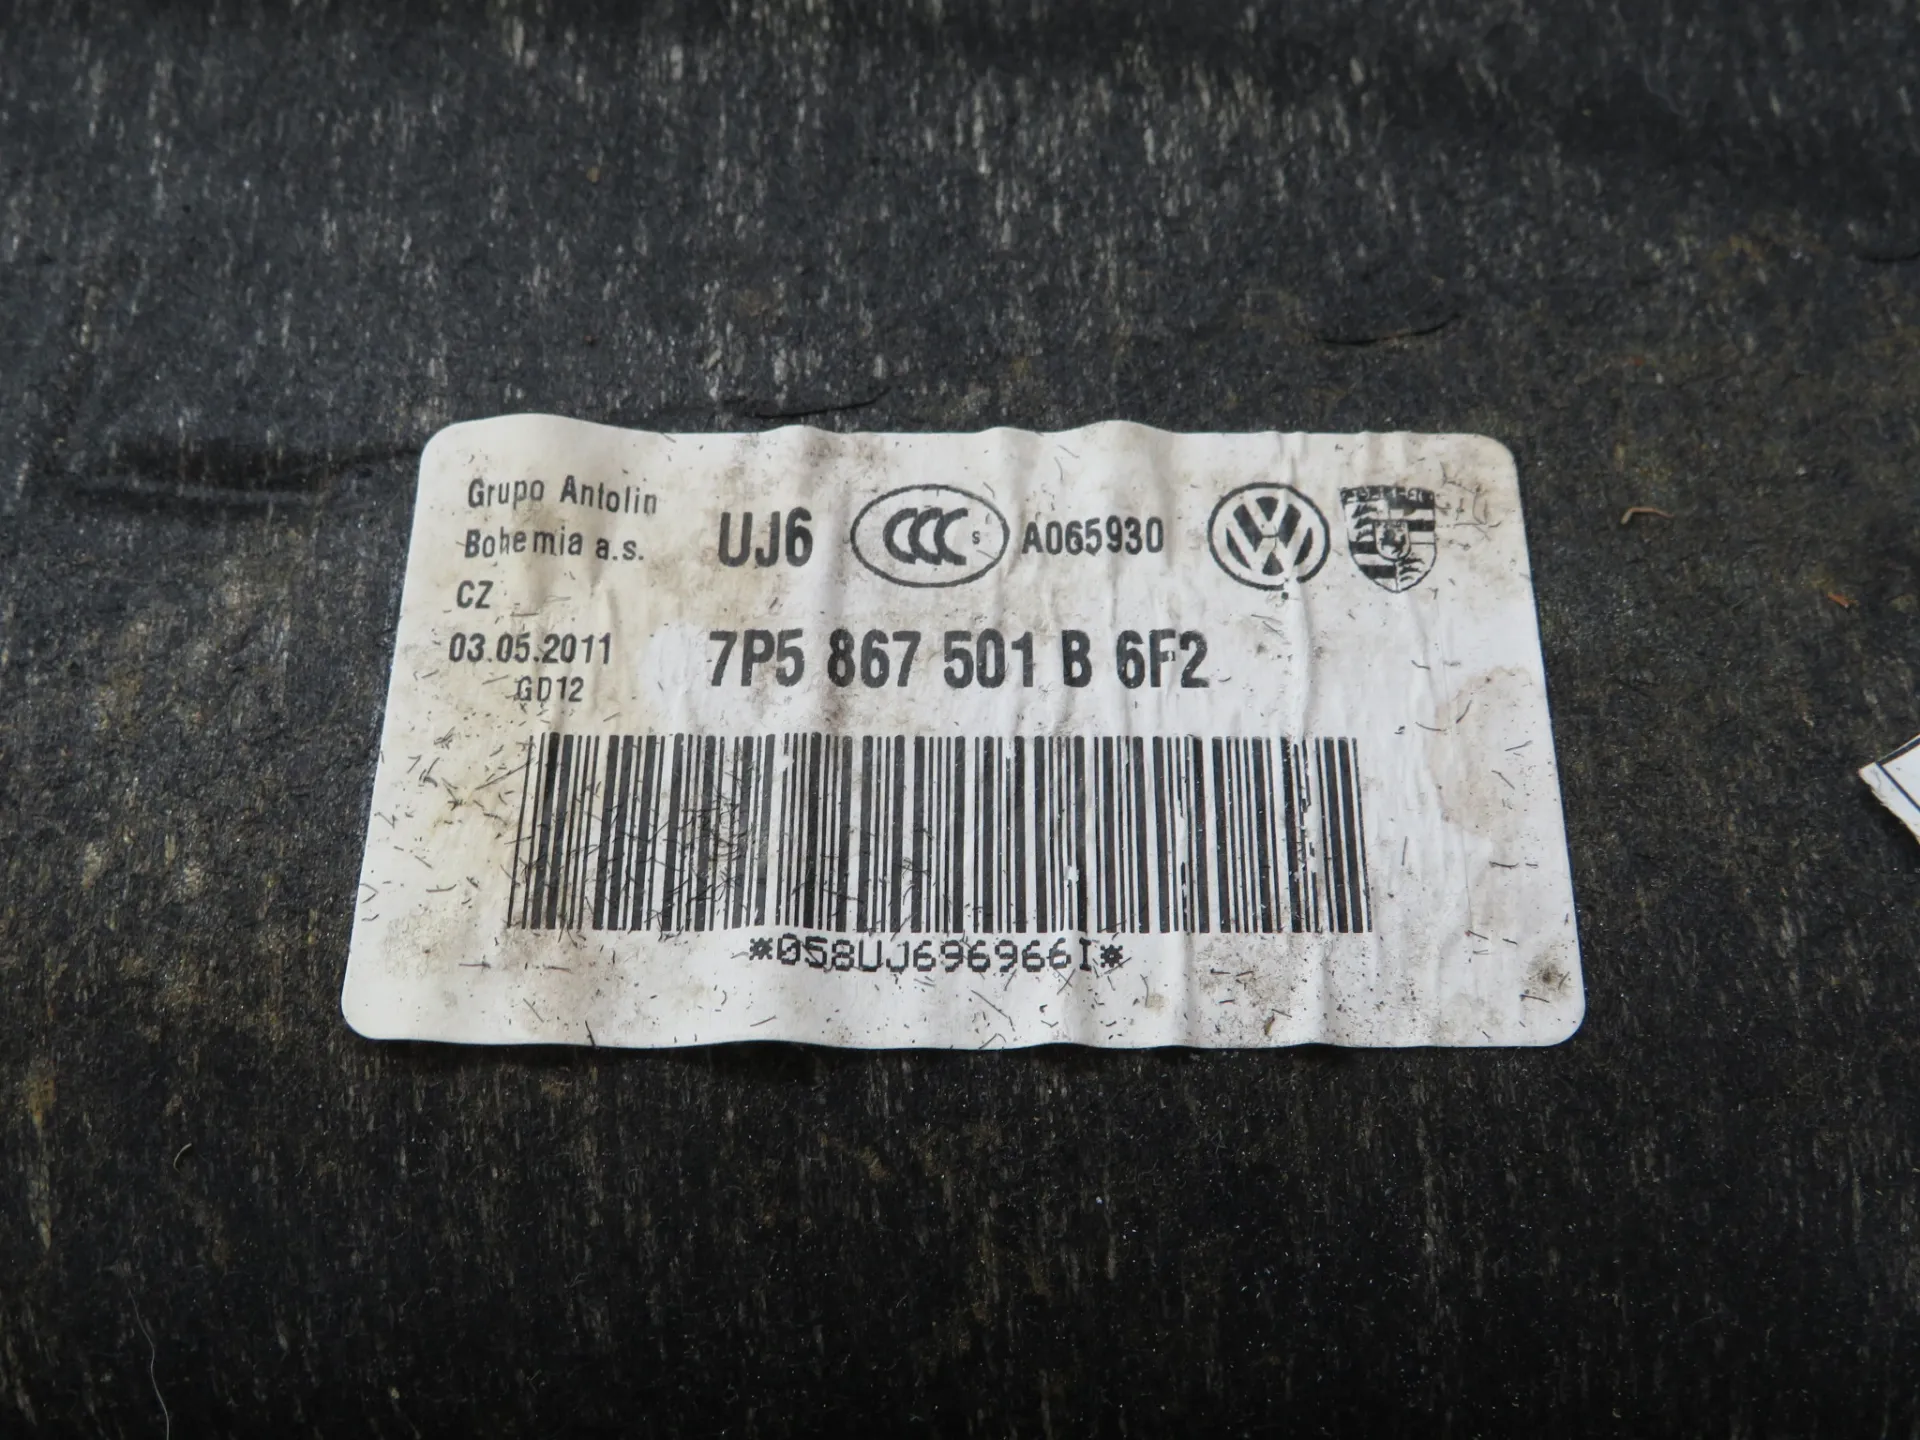 Grupo Antolin
Bohemia a.s.
CZ
03.05.2011
GD12
UJ6
CCC S
A065930
7P5 867 501 B 6F2
*058UJ696966I*